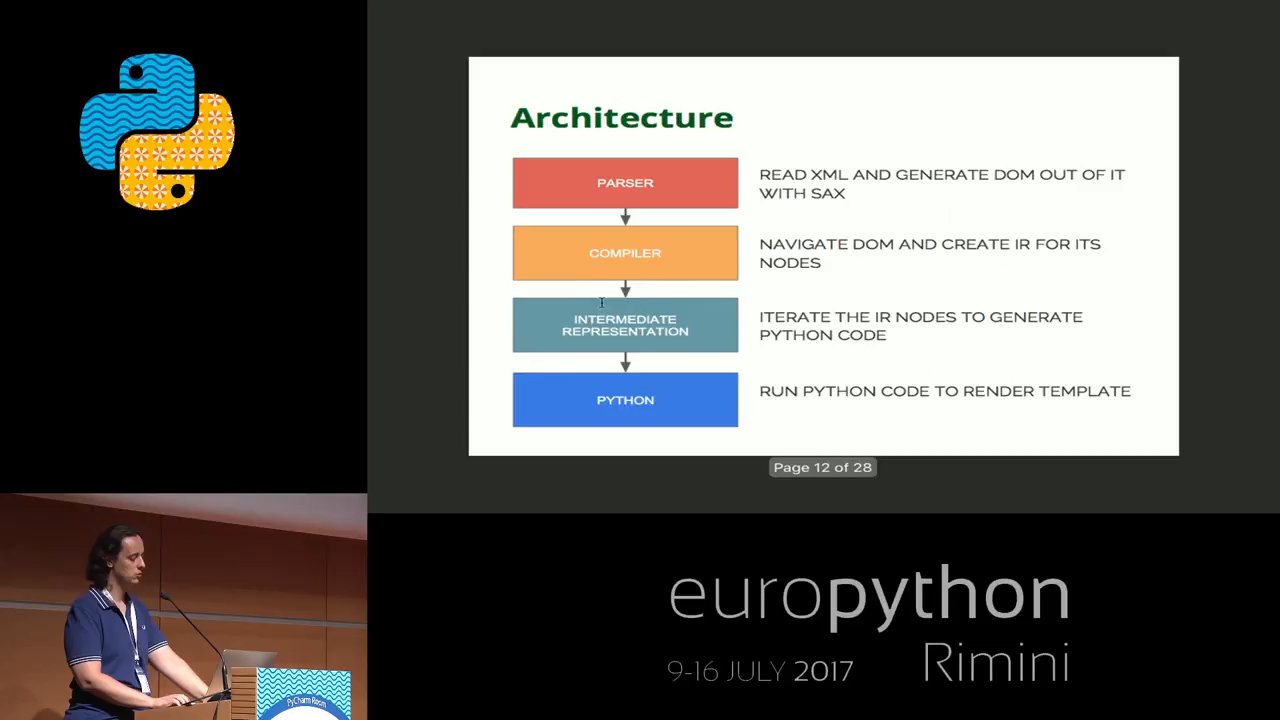 Architecture
PARSER
READ XML AND GENERATE DOM OUT OF IT
WITH SAX
COMPILER
NAVIGATE DOM AND CREATE IR FOR ITS
NODES
INTERMEDIATE
REPRESENTATION
ITERATE THE IR NODES TO GENERATE
PYTHON CODE
PYTHON
RUN PYTHON CODE TO RENDER TEMPLATE
Page 12 of 28
europython
9-16 JULY 2017
Rimini
PyCharm Room